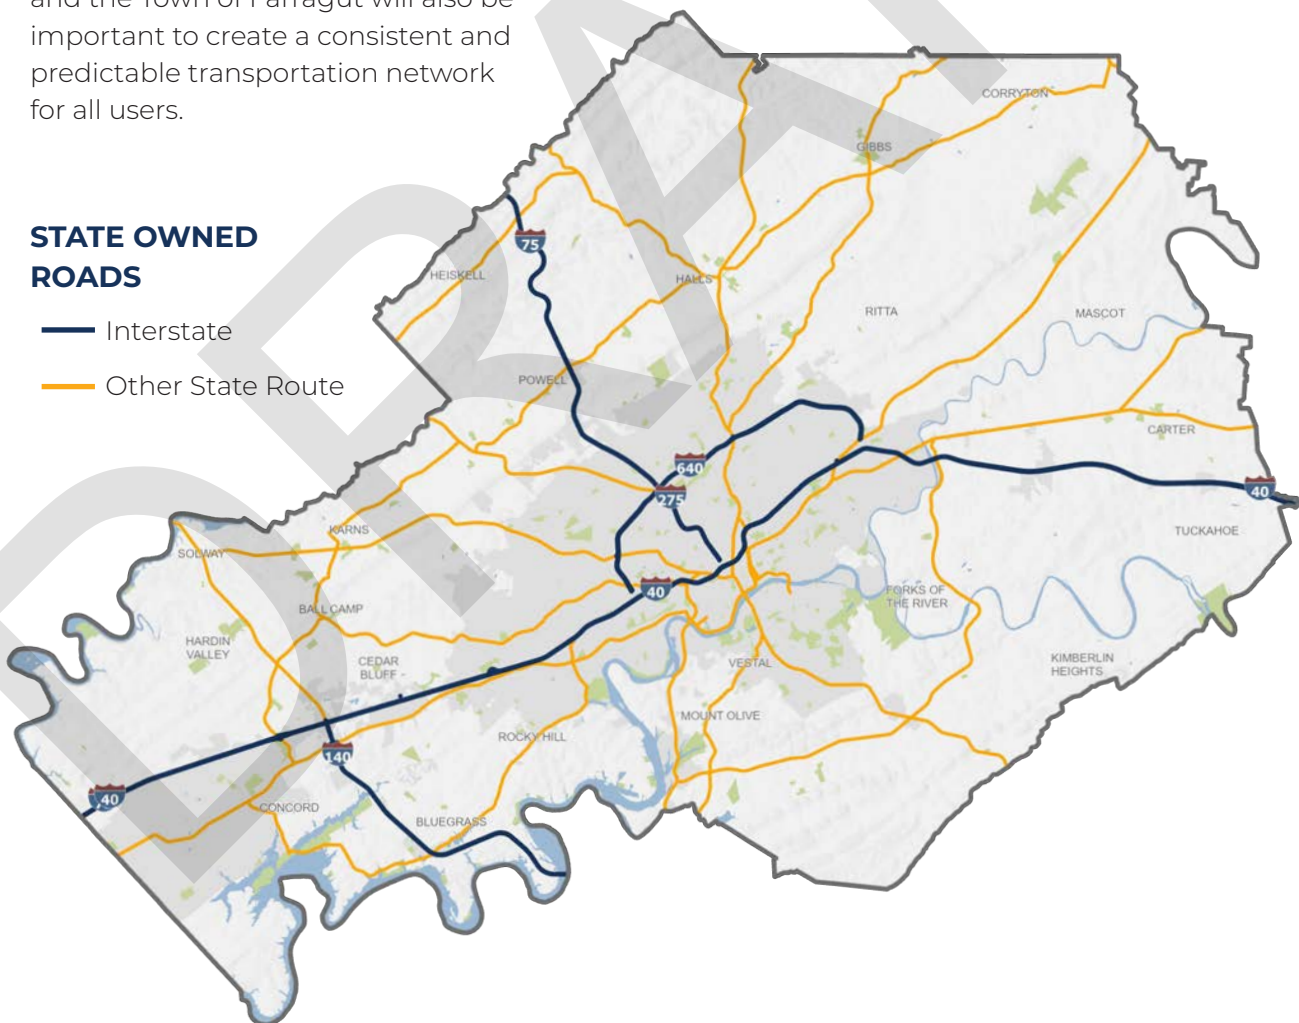 and the Town of Farragut will also be
important to create a consistent and
predictable transportation network
for all users.
STATE OWNED
ROADS
Interstate
Other State Route
DRAFT
CORRYTON
GIBBS
75
HEISKELL
HALLS
RITTA
MASCOT
POWELL
CARTER
640
275
40
KARNS
SOLWAY
TUCKAHOE
40
FORKS OF
THE RIVER
BALL CAMP
HARDIN
VALLEY
CEDAR
BLUFF
VESTAL
KIMBERLIN
HEIGHTS
MOUNT OLIVE
ROCKY HILL
140
40
CONCORD
BLUEGRASS